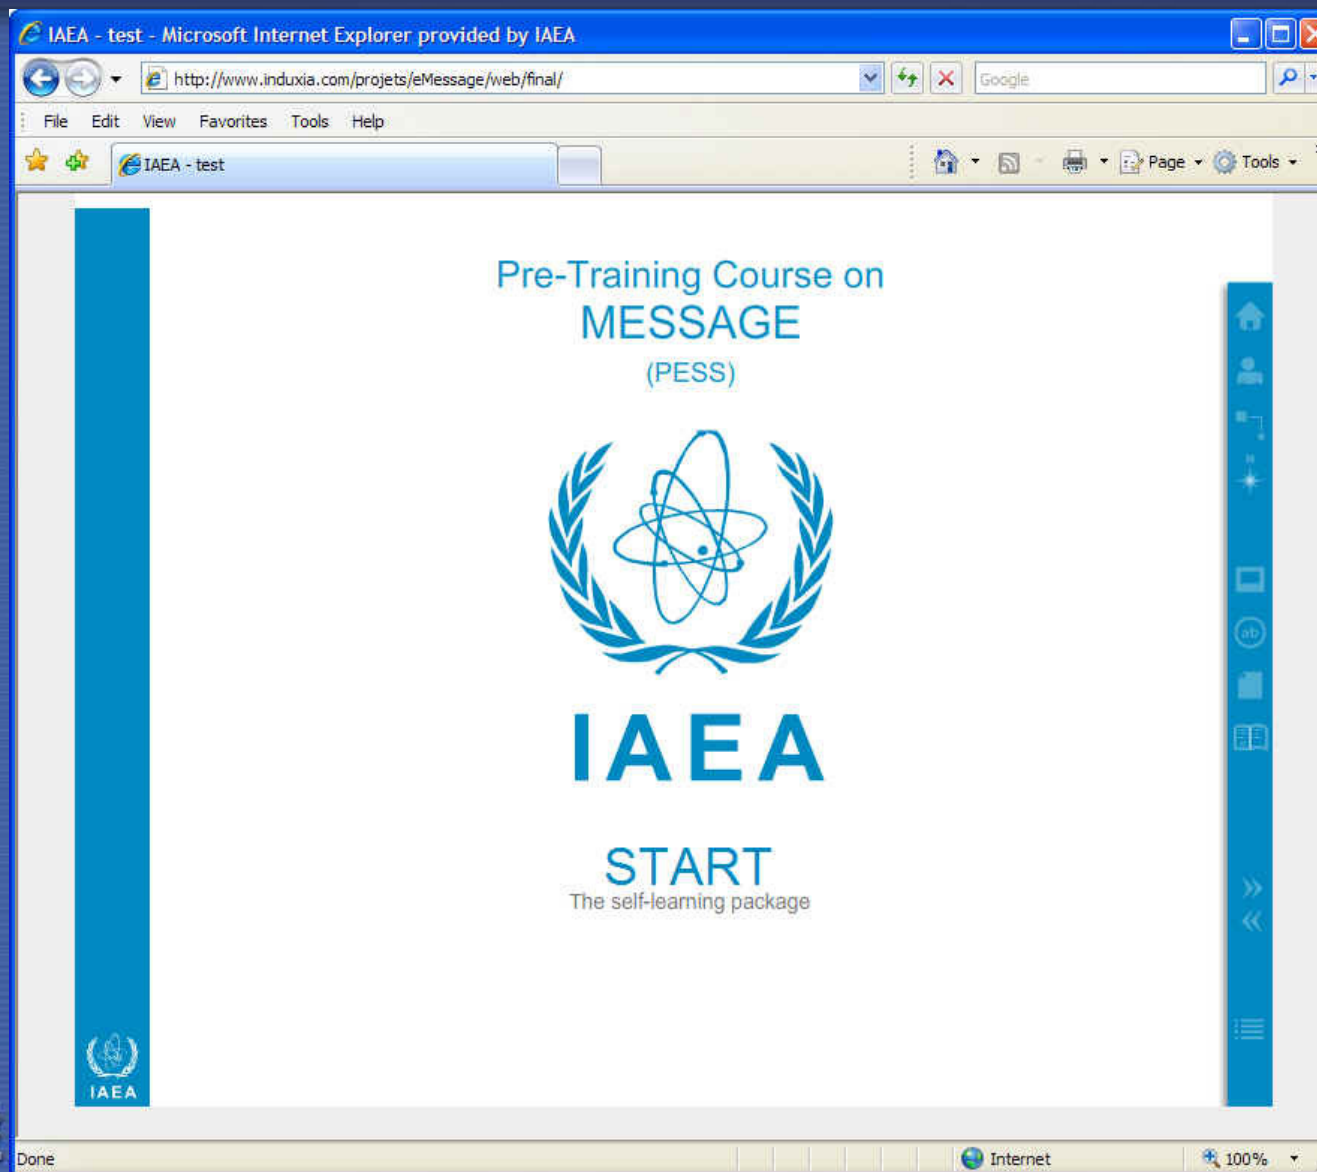 IAEA - test - Microsoft Internet Explorer provided by IAEA
http://www.induxia.com/projets/eMessage/web/final/
Google
File Edit View Favorites Tools Help
IAEA - test
Page
Tools
Pre-Training Course on
MESSAGE
(PESS)
N
ab
IAEA
START
The self-learning package
IAEA
Done
Internet
100%